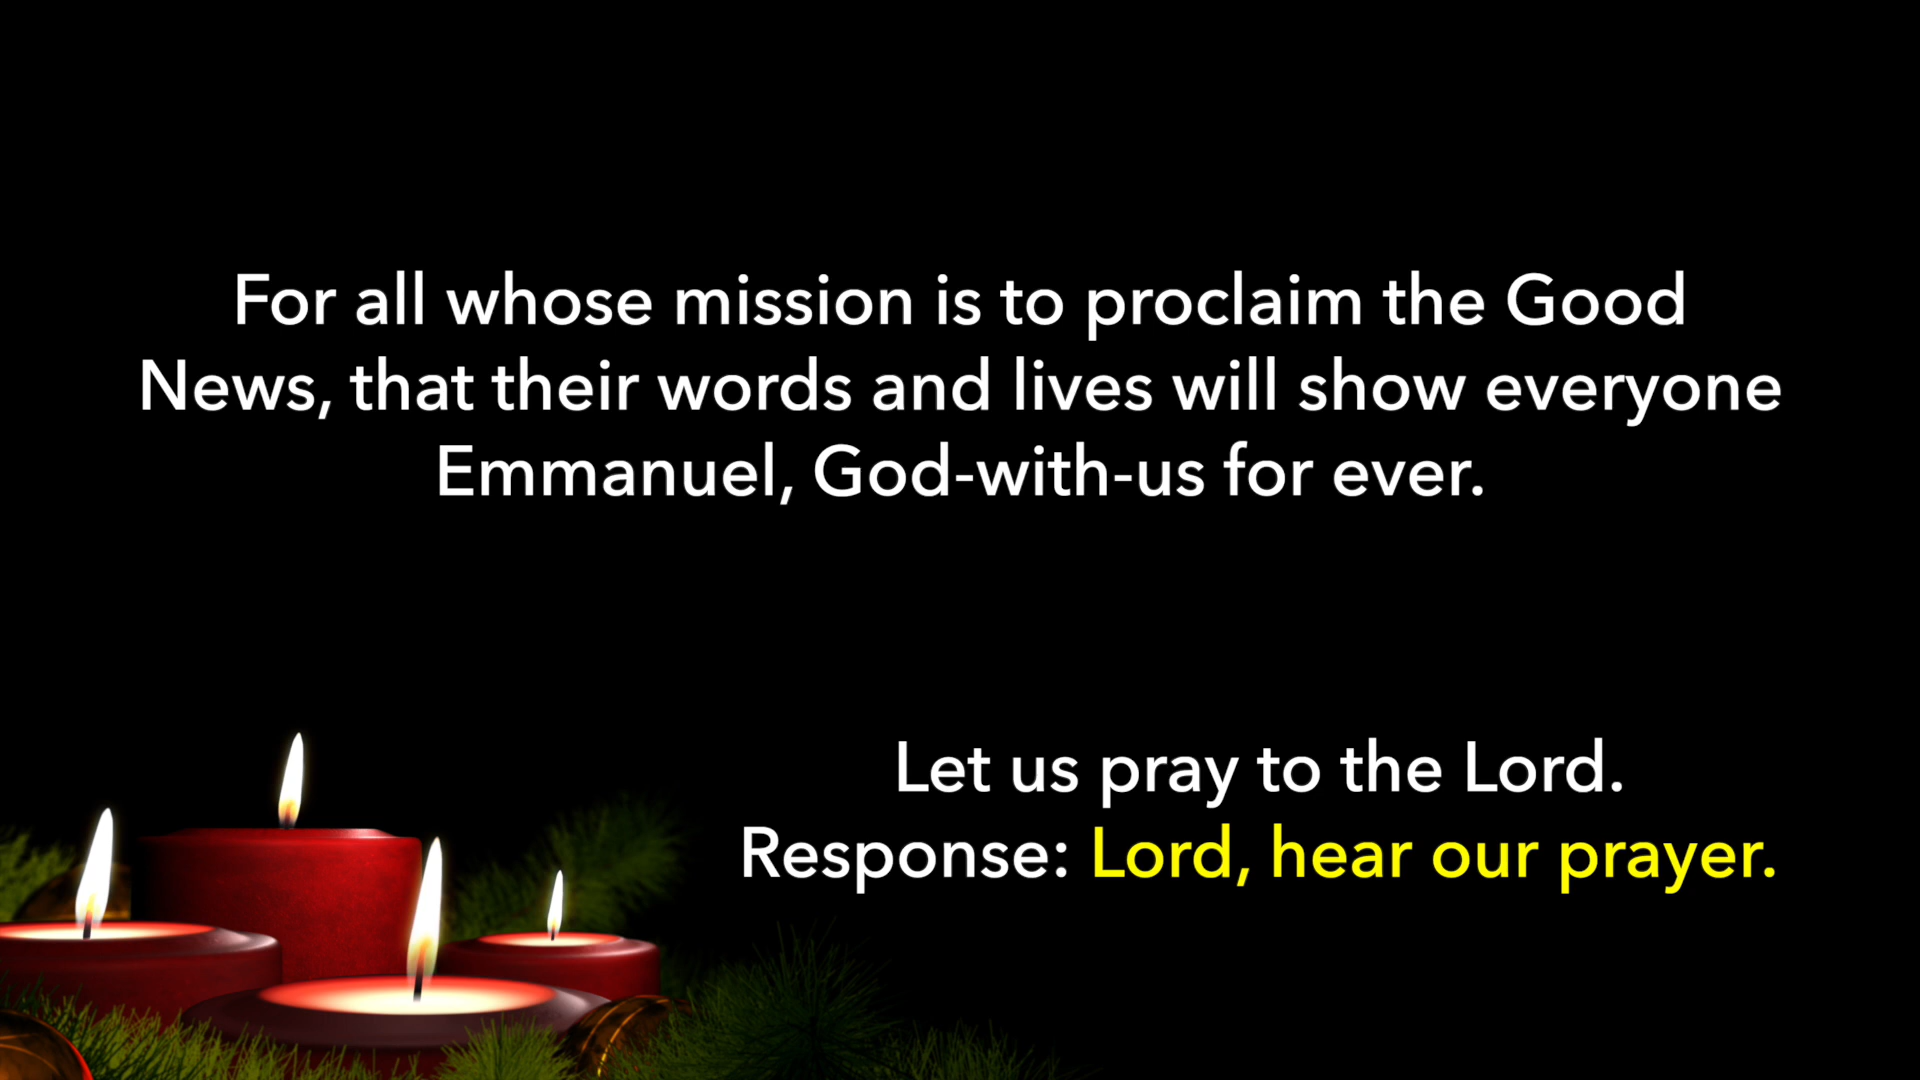 For all whose mission is to proclaim the Good
News, that their words and lives will show everyone
Emmanuel, God-with-us for ever.
Let us pray to the Lord.
Response: Lord, hear our prayer.